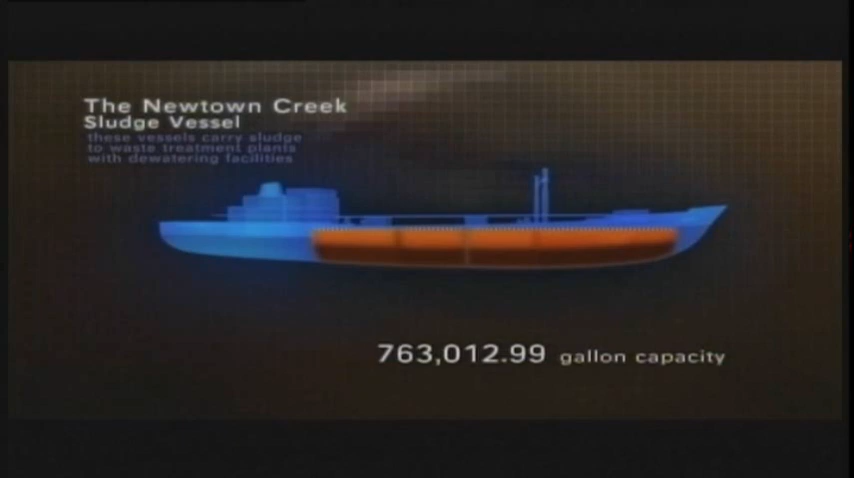 The Newtown Creek
Sludge Vessel
these vessels carry sludge
to waste treatment plants
with dewatering facilities
763,012.99 gallon capacity